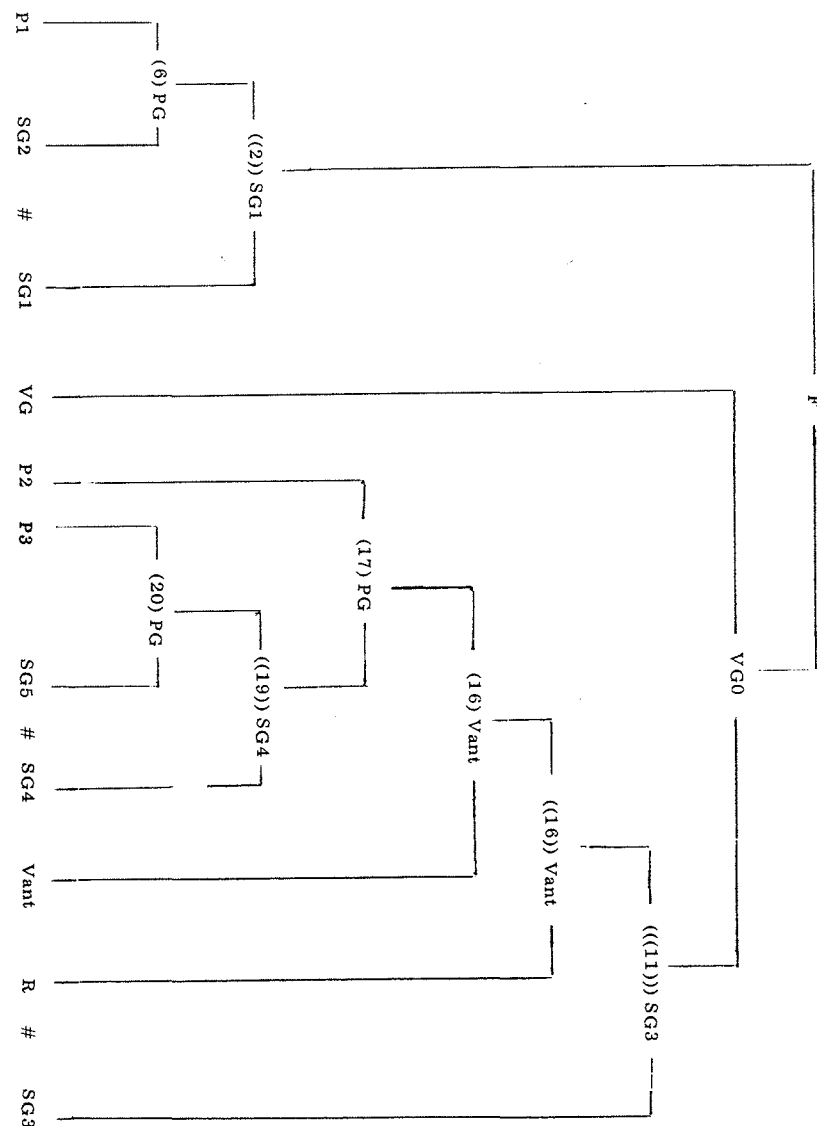 F
VG0
(((11))) SG3
((16)) Vant
(16) Vant
(17) PG
((2)) SG1 ((19)) SG4
(6) PG (20) PG
P1 SG2 # SG1 VG P2 P3 SG5 # SG4 Vant R # SG3